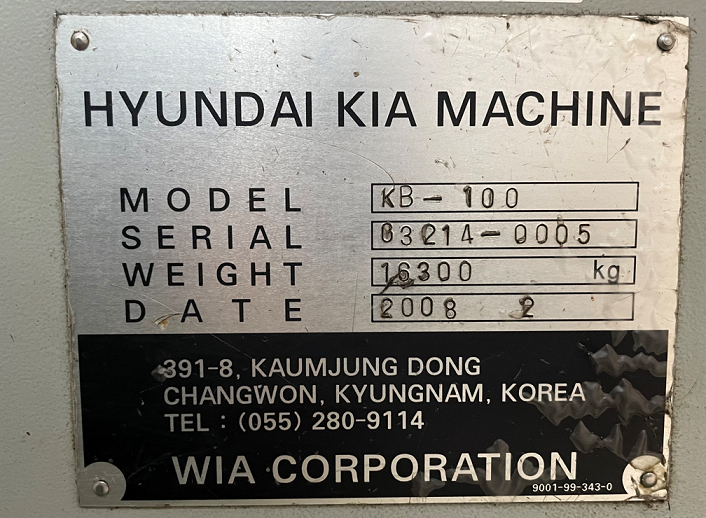 HYUNDAI KIA MACHINE
MODEL KB-100
SERIAL 03214-0005
WEIGHT 16300 kg
DATE 2008 2
391-8, KAUMJUNG DONG
CHANGWON, KYUNGNAM, KOREA
TEL : (055) 280-9114
WIA CORPORATION
9001-99-343-0